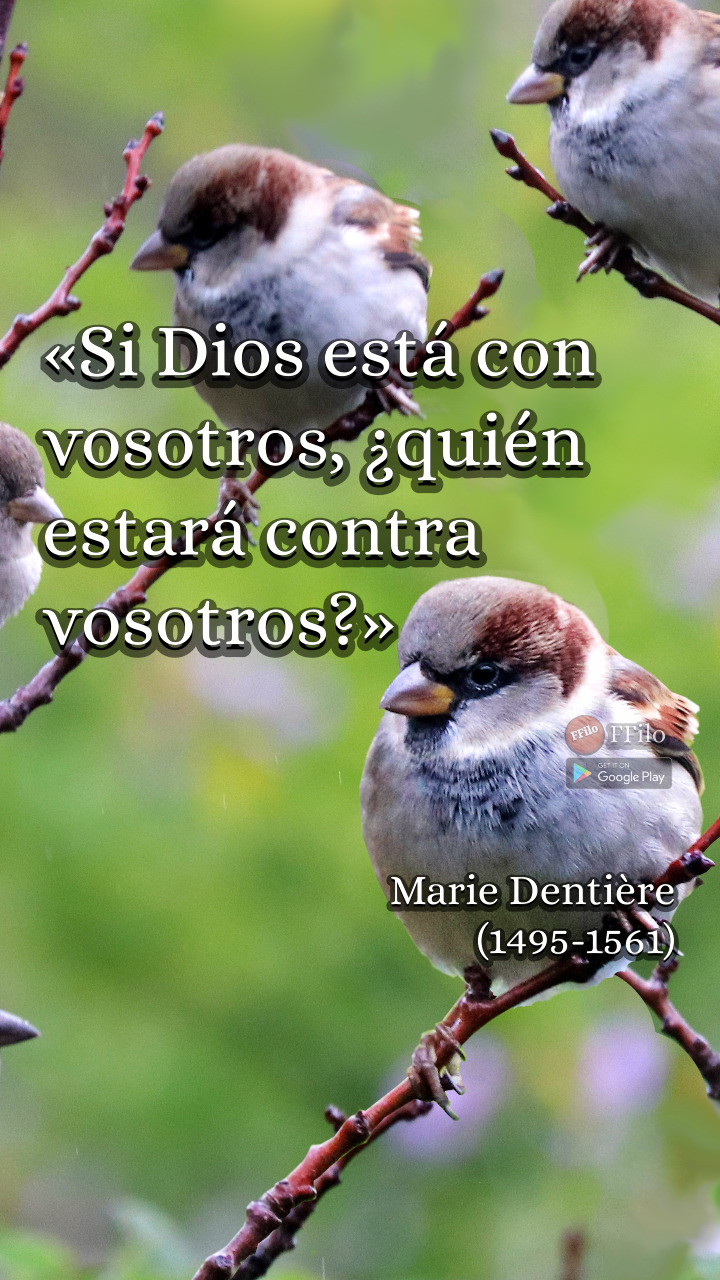 «Si Dios está con
vosotros, ¿quién
estará contra
vosotros?»
FFilo FFilo
GET IT ON
Google Play
Marie Dentière
(1495-1561)